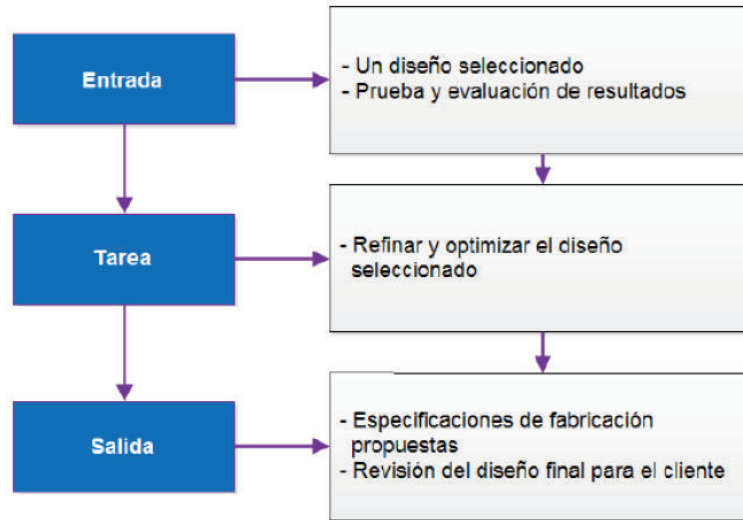 Entrada
- Un diseño seleccionado
- Prueba y evaluación de resultados
Tarea
- Refinar y optimizar el diseño
seleccionado
Salida
- Especificaciones de fabricación
propuestas
- Revisión del diseño final para el cliente